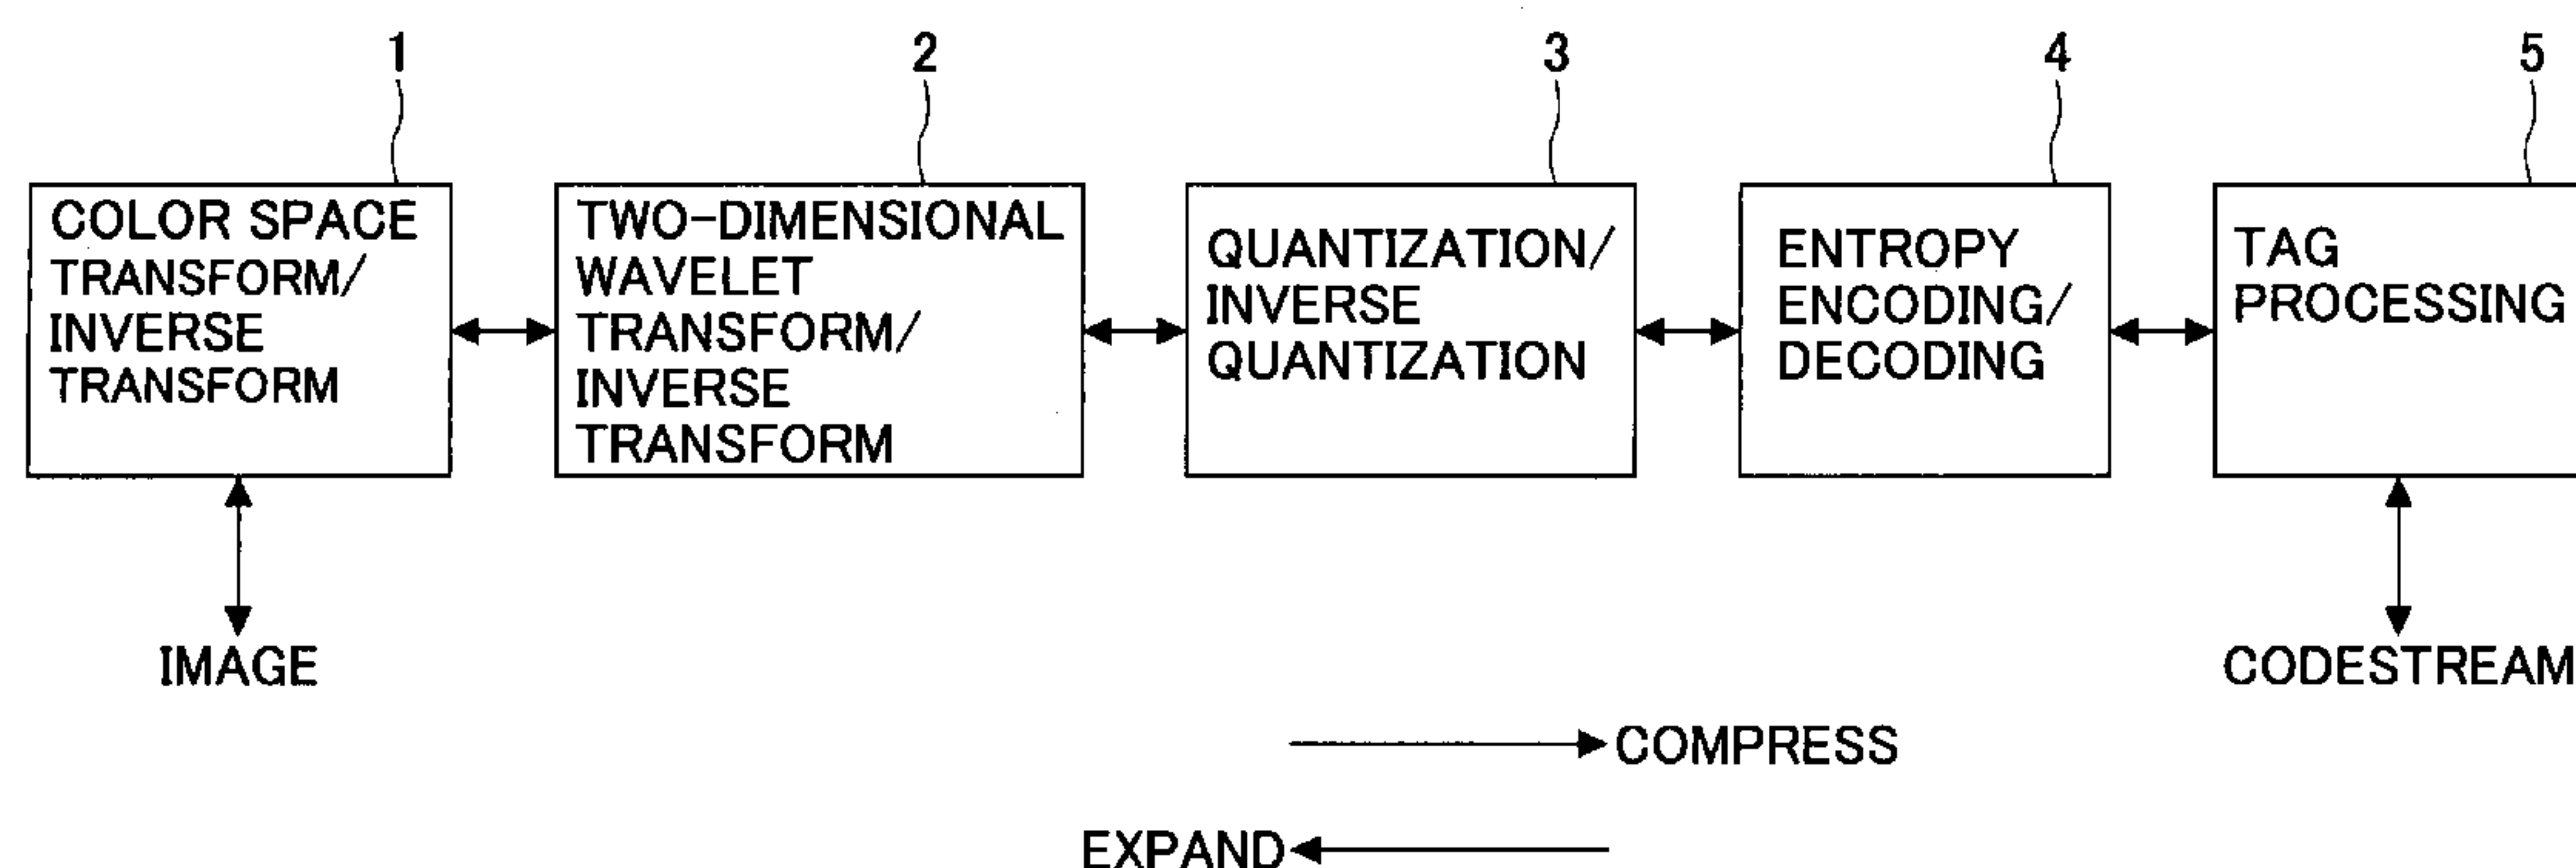 1
2
3
4
5
COLOR SPACE
TRANSFORM/
INVERSE
TRANSFORM
TWO-DIMENSIONAL
WAVELET
TRANSFORM/
INVERSE
TRANSFORM
QUANTIZATION/
INVERSE
QUANTIZATION
ENTROPY
ENCODING/
DECODING
TAG
PROCESSING
IMAGE
CODESTREAM
COMPRESS
EXPAND